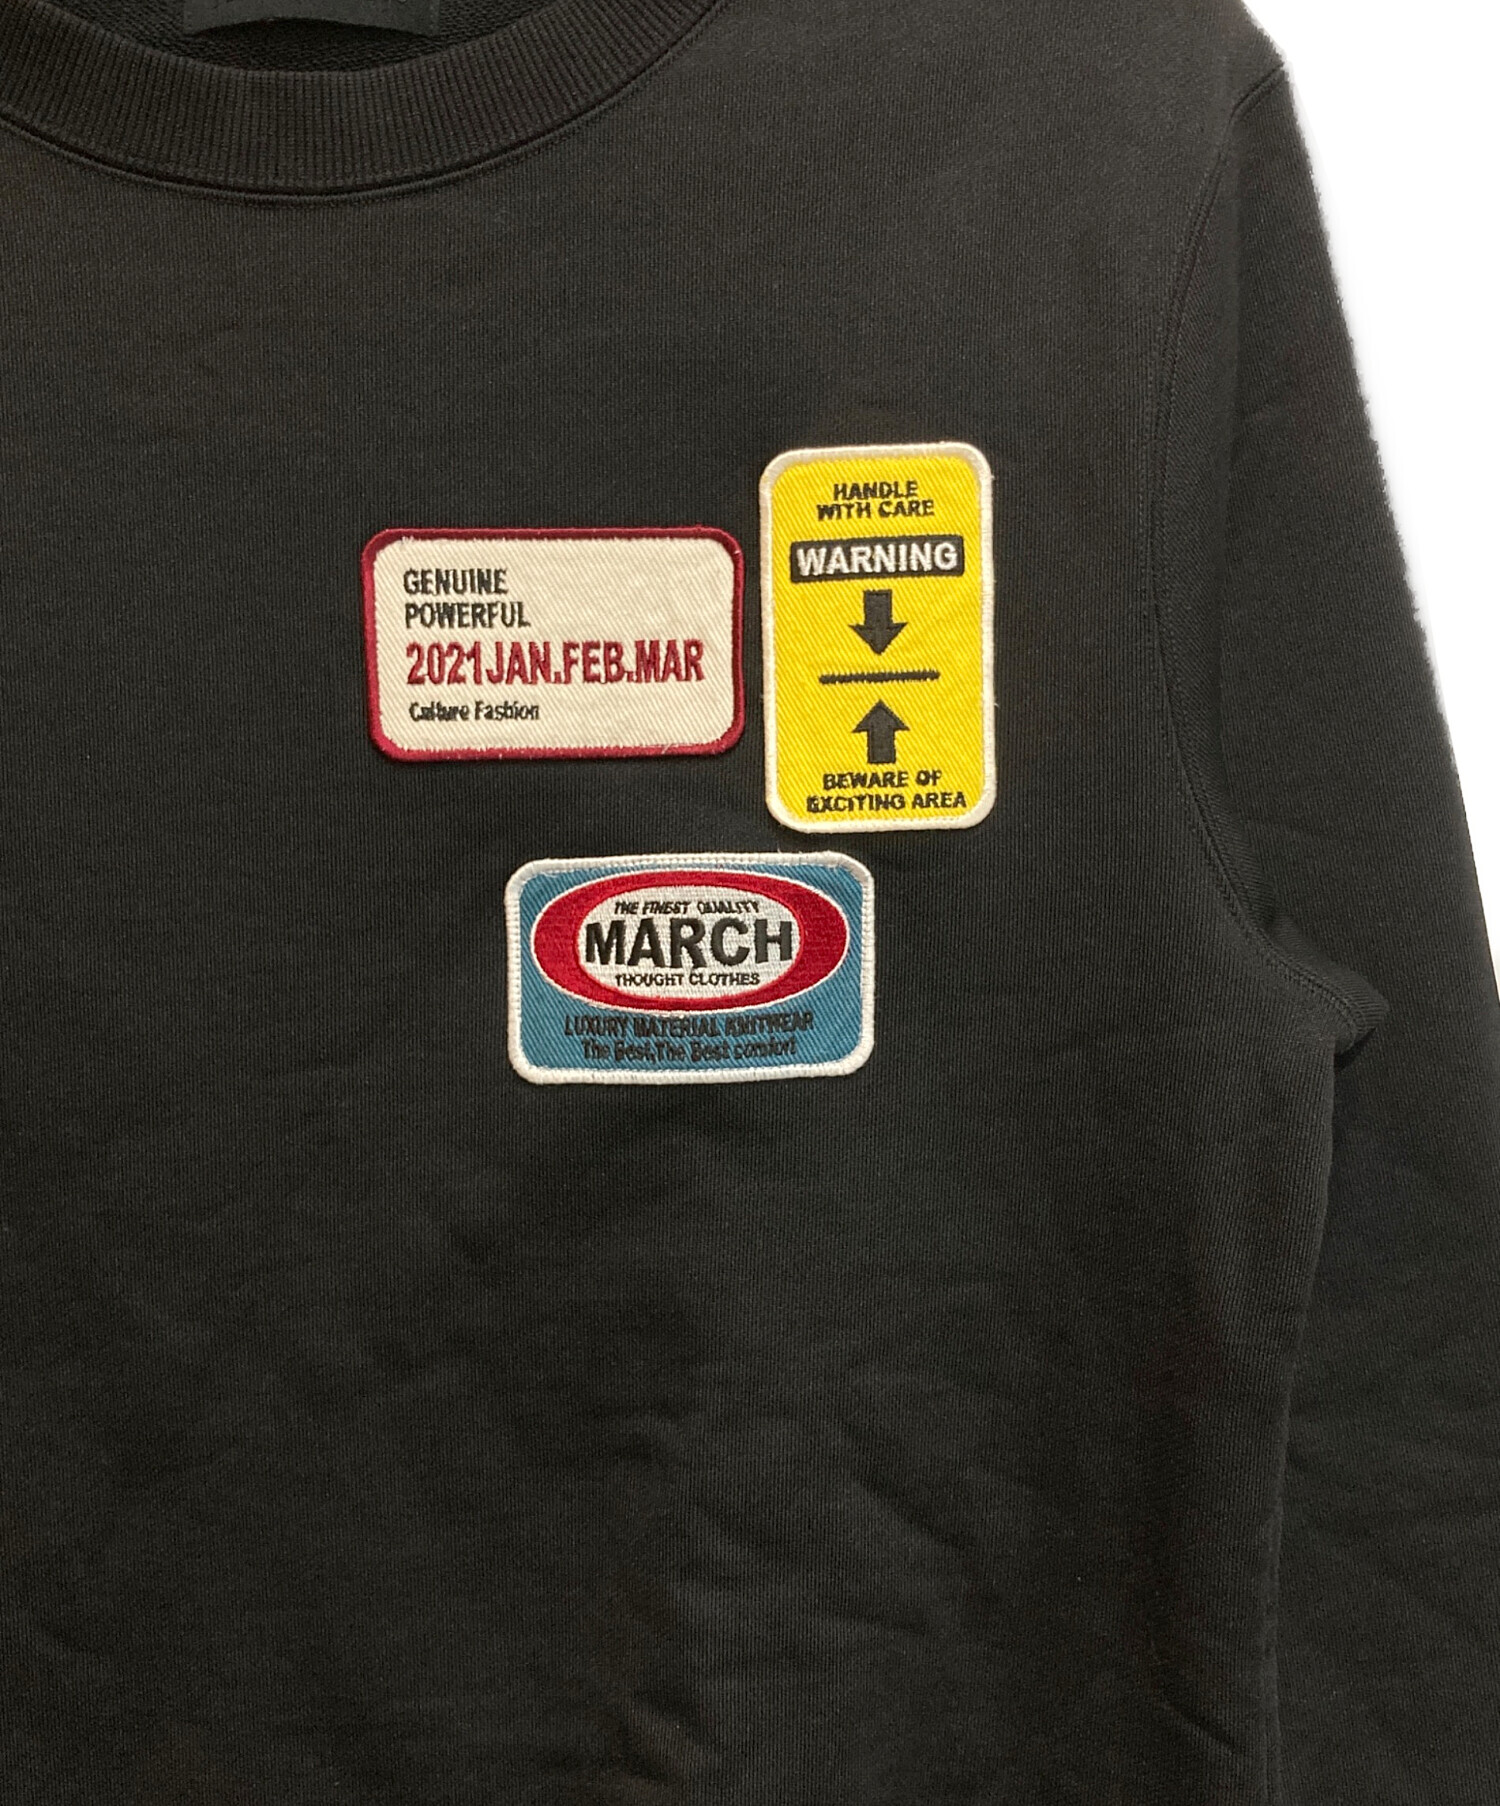 GENUINE
POWERFUL
2021JAN.FEB.MAR
Culture Fashion
HANDLE
WITH CARE
WARNING
BEWARE OF
EXCITING AREA
THE FINEST QUALITY
MARCH
THOUGHT CLOTHES
LUXURY MATERIAL KNITWEAR
The Best,The Best comfort